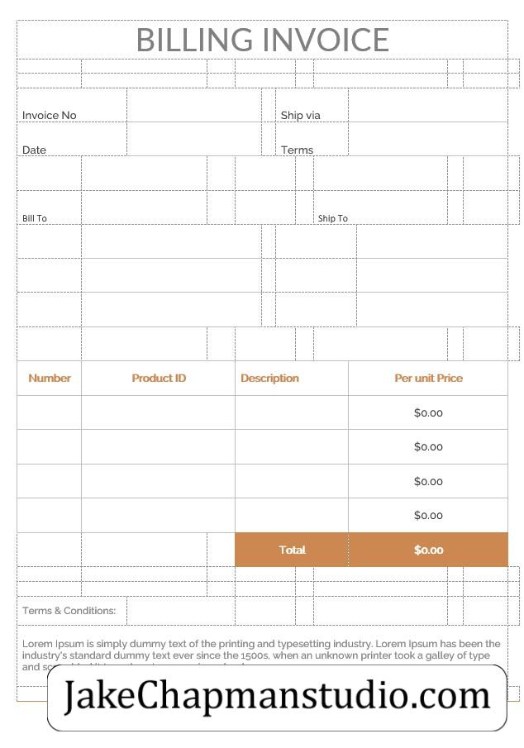 BILLING INVOICE
Invoice No Ship via
Date Terms
Bill To Ship To
Number Product ID Description Per unit Price
$0.00
$0.00
$0.00
$0.00
Total $0.00
Terms & Conditions:
Lorem Ipsum is simply dummy text of the printing and typesetting industry. Lorem Ipsum has been the
industry's standard dummy text ever since the 1500s, when an unknown printer took a galley of type
and
JakeChapmanstudio.com